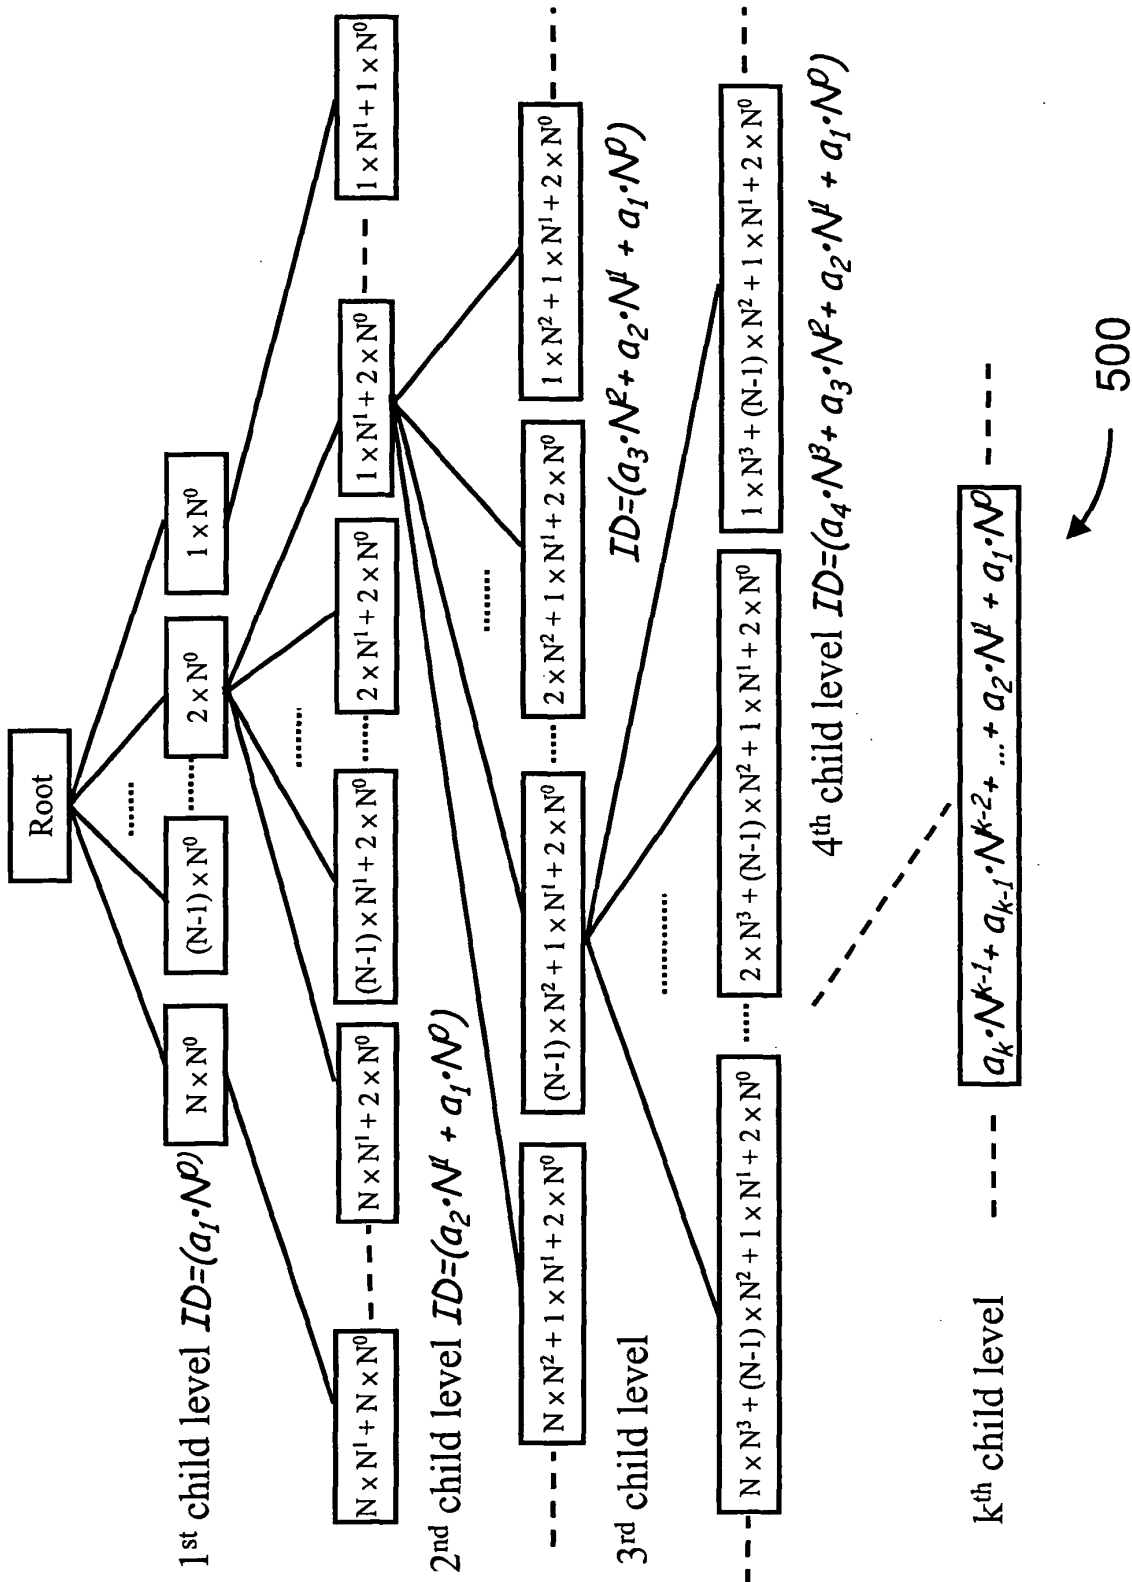 Root
N x N⁰ (N-1) x N⁰ ........ 2 x N⁰ 1 x N⁰
1ˢᵗ child level ID=(a₁•N⁰)
N x N¹ + N x N⁰ N x N¹ + 2 x N⁰ (N-1) x N¹ + 2 x N⁰ ...... 2 x N¹ + 2 x N⁰ 1 x N¹ + 2 x N⁰ 1 x N¹ + 1 x N⁰
2ⁿᵈ child level ID=(a₂•N¹ + a₁•N⁰)
N x N² + 1 x N¹ + 2 x N⁰ (N-1) x N² + 1 x N¹ + 2 x N⁰ ...... 2 x N² + 1 x N¹ + 2 x N⁰ 1 x N² + 1 x N¹ + 2 x N⁰
3ʳᵈ child level ID=(a₃•N² + a₂•N¹ + a₁•N⁰)
N x N³ + (N-1) x N² + 1 x N¹ + 2 x N⁰ ...... 2 x N³ + (N-1) x N² + 1 x N¹ + 2 x N⁰ 1 x N³ + (N-1) x N² + 1 x N¹ + 2 x N⁰
4ᵗʰ child level ID=(a₄•N³ + a₃•N² + a₂•N¹ + a₁•N⁰)
kᵗʰ child level aₖ•Nᵏ⁻¹ + aₖ₋₁•Nᵏ⁻² + ... + a₂•N¹ + a₁•N⁰
500